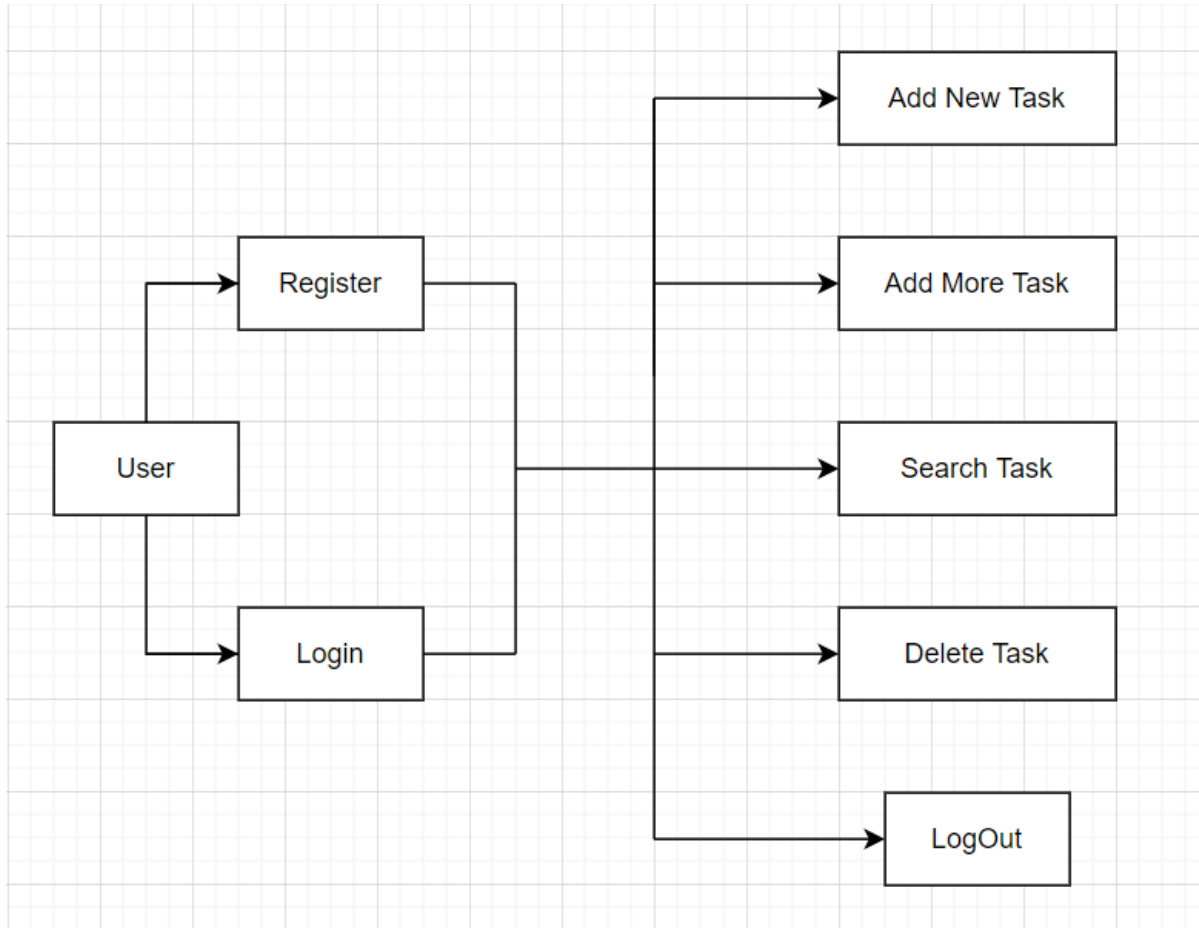 Add New Task
Register
Add More Task
User
Search Task
Login
Delete Task
LogOut